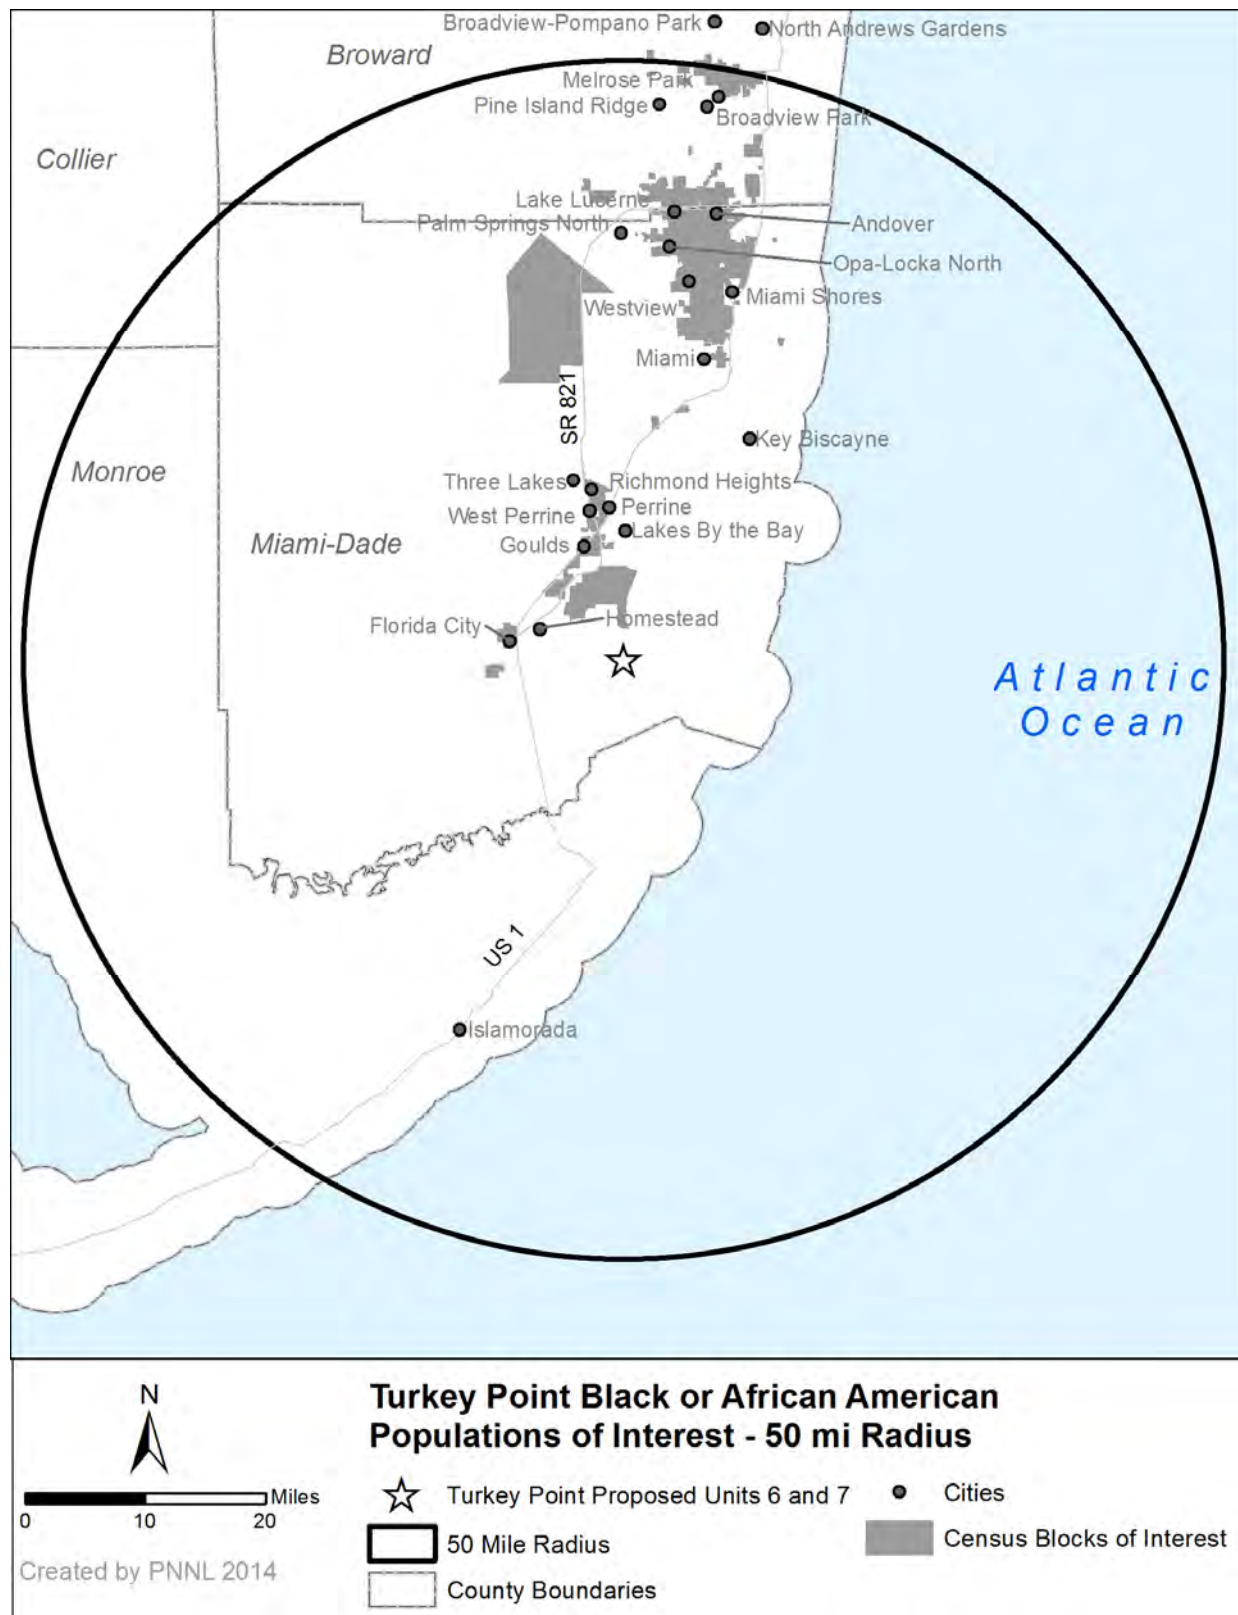 Broadview-Pompano Park
North Andrews Gardens
Broward
Melrose Park
Pine Island Ridge
Broadview Park
Collier
Lake Lucerne
Palm Springs North
Andover
Opa-Locka North
Westview
Miami Shores
Miami
SR 821
Key Biscayne
Monroe
Three Lakes
Richmond Heights
West Perrine
Perrine
Lakes By the Bay
Miami-Dade
Goulds
Florida City
Homestead
Atlantic
Ocean
US 1
Islamorada
N
Miles
0 10 20
Created by PNNL 2014
Turkey Point Black or African American
Populations of Interest - 50 mi Radius
Turkey Point Proposed Units 6 and 7
Cities
50 Mile Radius
Census Blocks of Interest
County Boundaries